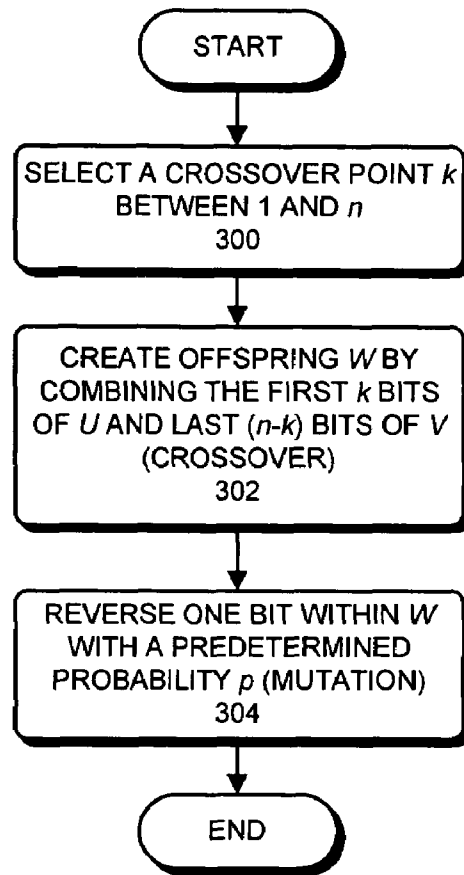 START
SELECT A CROSSOVER POINT k
BETWEEN 1 AND n
300
CREATE OFFSPRING W BY
COMBINING THE FIRST k BITS
OF U AND LAST (n-k) BITS OF V
(CROSSOVER)
302
REVERSE ONE BIT WITHIN W
WITH A PREDETERMINED
PROBABILITY p (MUTATION)
304
END